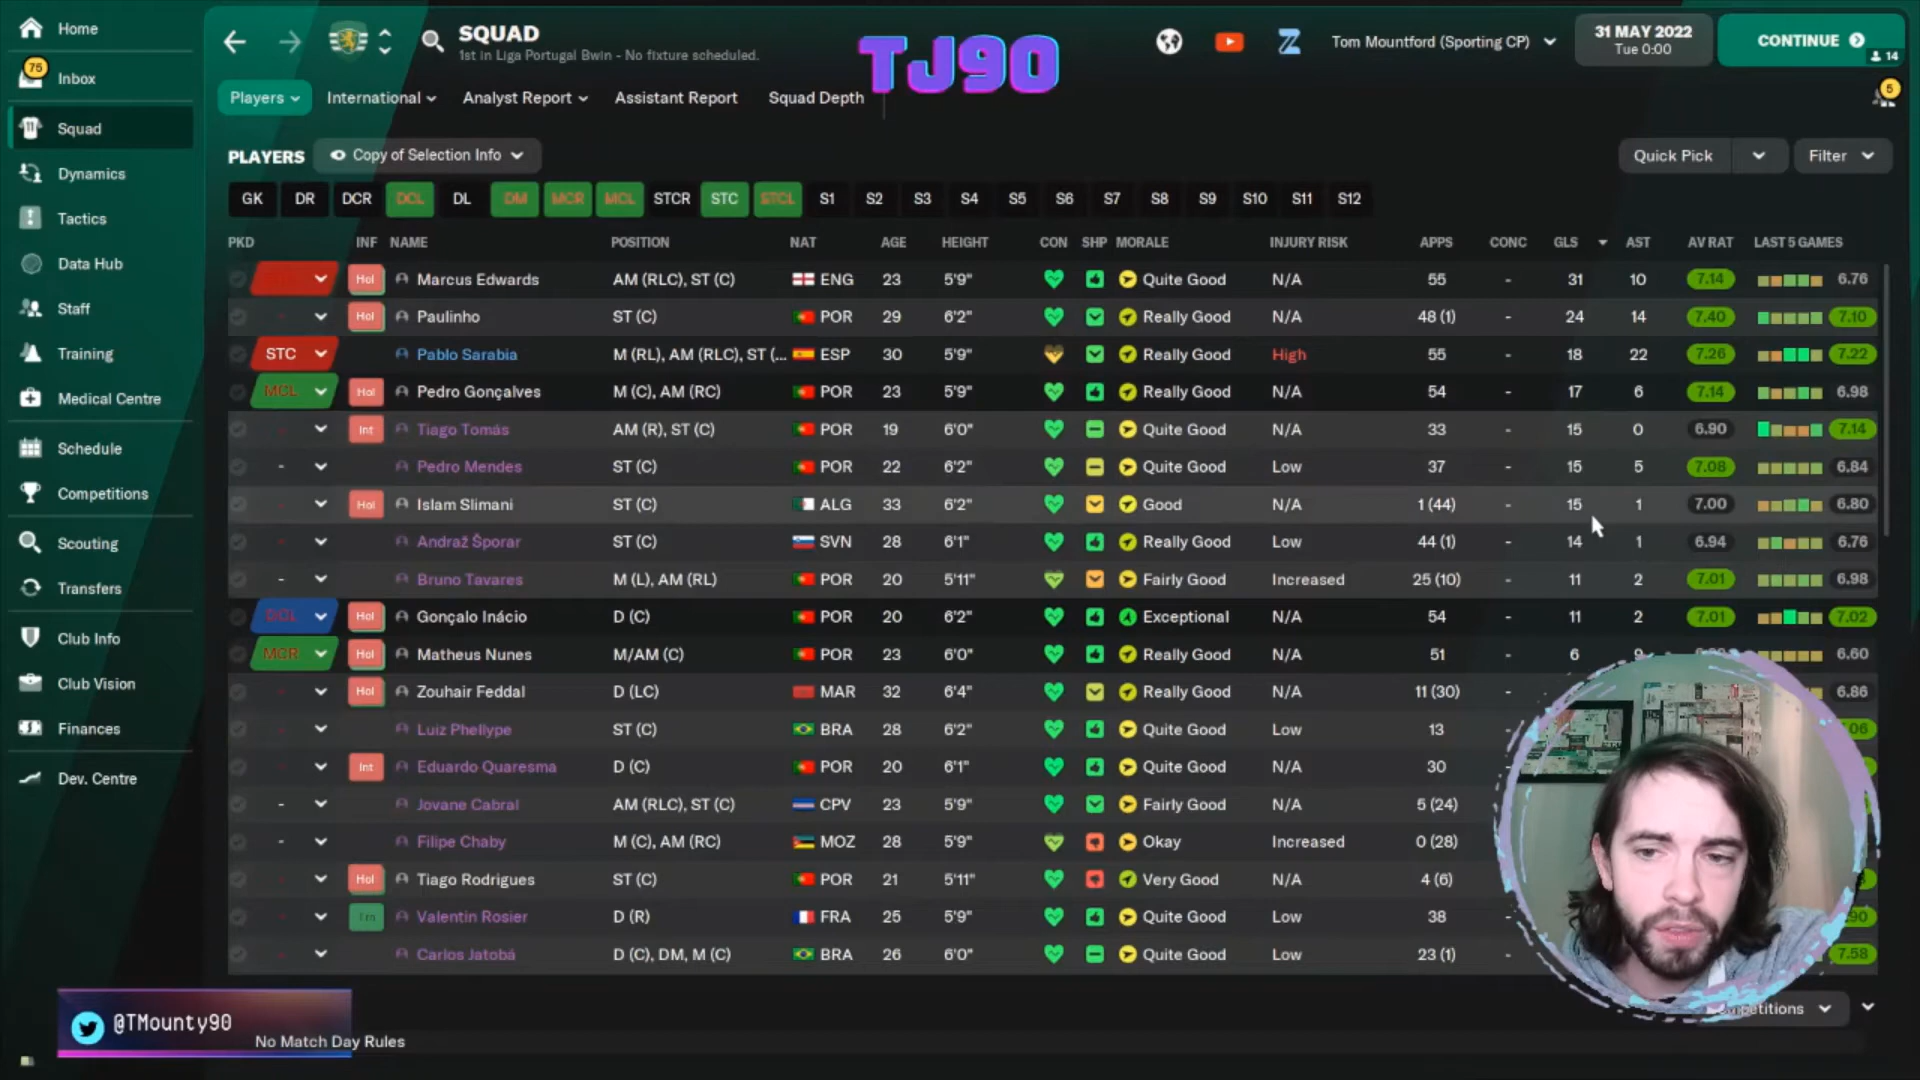 Home
75
Inbox
Squad
Dynamics
Tactics
Data Hub
Staff
Training
Medical Centre
Schedule
Competitions
Scouting
Transfers
Club Info
Club Vision
Finances
Dev. Centre
SQUAD
1st in Liga Portugal Bwin - No fixture scheduled.
TJ90
Tom Mountford (Sporting CP)
31 MAY 2022
Tue 0:00
CONTINUE
14
5
Players International Analyst Report Assistant Report Squad Depth
PLAYERS Copy of Selection Info
Quick Pick Filter
GK DR DCR DCL DL DM MCR MCL STCR STC STCL S1 S2 S3 S4 S5 S6 S7 S8 S9 S10 S11 S12
PKD INF NAME POSITION NAT AGE HEIGHT CON SHP MORALE INJURY RISK APPS CONC GLS AST AV RAT LAST 5 GAMES
Hol Marcus Edwards AM (RLC), ST (C) ENG 23 5'9" Quite Good N/A 55 - 31 10 7.14 6.76
- Hol Paulinho ST (C) POR 29 6'2" Really Good N/A 48 (1) - 24 14 7.40 7.10
STC Pablo Sarabia M (RL), AM (RLC), ST (... ESP 30 5'9" Really Good High 55 - 18 22 7.26 7.22
MCL Hol Pedro Gonçalves M (C), AM (RC) POR 23 5'9" Really Good N/A 54 - 17 6 7.14 6.98
- Int Tiago Tomás AM (R), ST (C) POR 19 6'0" Quite Good N/A 33 - 15 0 6.90 7.14
- Pedro Mendes ST (C) POR 22 6'2" Quite Good Low 37 - 15 5 7.08 6.84
- Hol Islam Slimani ST (C) ALG 33 6'2" Good N/A 1 (44) - 15 1 7.00 6.80
- Andraž Šporar ST (C) SVN 28 6'1" Really Good Low 44 (1) - 14 1 6.94 6.76
- Bruno Tavares M (L), AM (RL) POR 20 5'11" Fairly Good Increased 25 (10) - 11 2 7.01 6.98
DCL Hol Gonçalo Inácio D (C) POR 20 6'2" Exceptional N/A 54 - 11 2 7.01 7.02
MCR Hol Matheus Nunes M/AM (C) POR 23 6'0" Really Good N/A 51 - 6 9 6.60
- Hol Zouhair Feddal D (LC) MAR 32 6'4" Really Good N/A 11 (30) - 6.86
- Luiz Phellype ST (C) BRA 28 6'2" Quite Good Low 13 - 06
- Int Eduardo Quaresma D (C) POR 20 6'1" Quite Good N/A 30
- Jovane Cabral AM (RLC), ST (C) CPV 23 5'9" Fairly Good N/A 5 (24)
- Filipe Chaby M (C), AM (RC) MOZ 28 5'9" Okay Increased 0 (28)
- Hol Tiago Rodrigues ST (C) POR 21 5'11" Very Good N/A 4 (6)
- Valentin Rosier D (R) FRA 25 5'9" Quite Good Low 38 - 90
- Carlos Jatobá D (C), DM, M (C) BRA 26 6'0" Quite Good Low 23 (1) - 7.58
petitions
@TMounty90
No Match Day Rules